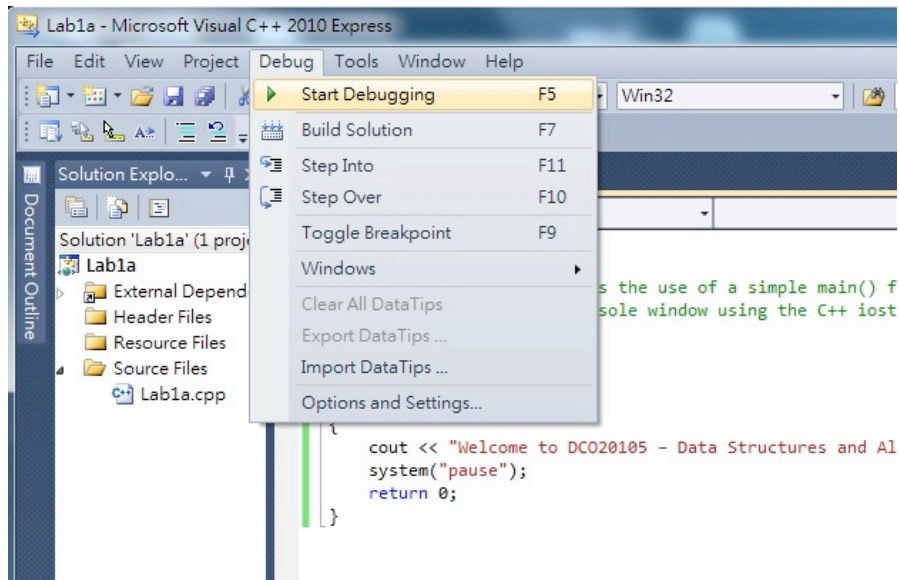 Lab1a - Microsoft Visual C++ 2010 Express
File Edit View Project Debug Tools Window Help
Win32
Start Debugging F5
Build Solution F7
Step Into F11
Step Over F10
Toggle Breakpoint F9
Windows
Clear All DataTips
Export DataTips ...
Import DataTips ...
Options and Settings...
Document Outline
Solution Explo...
Solution 'Lab1a' (1 proj
Lab1a
External Depend
Header Files
Resource Files
Source Files
Lab1a.cpp
s the use of a simple main() f
sole window using the C++ iost
{
cout << "Welcome to DCO20105 – Data Structures and Al
system("pause");
return 0;
}